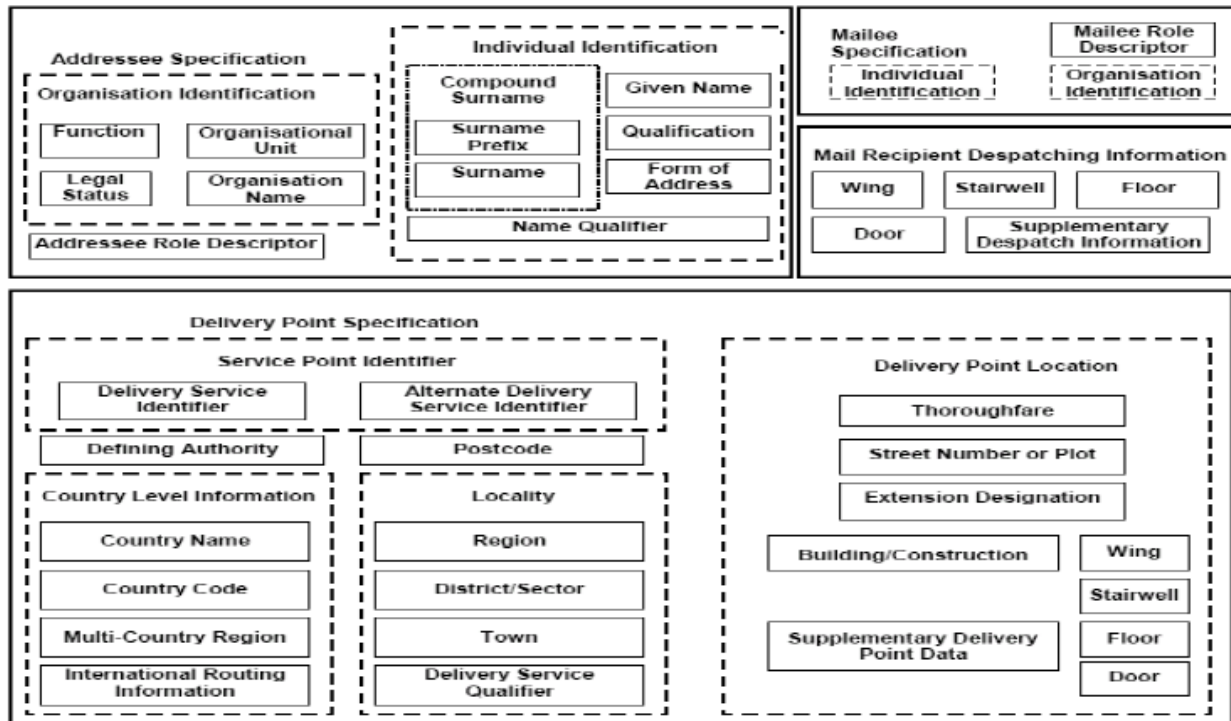 Addressee Specification
Organisation Identification
Function
Organisational
Unit
Legal
Status
Organisation
Name
Addressee Role Descriptor
Individual Identification
Compound
Surname
Surname
Prefix
Surname
Given Name
Qualification
Form of
Address
Name Qualifier
Mailee
Specification
Mailee Role
Descriptor
Individual
Identification
Organisation
Identification
Mail Recipient Despatching Information
Wing
Stairwell
Floor
Door
Supplementary
Despatch Information
Delivery Point Specification
Service Point Identifier
Delivery Service
Identifier
Alternate Delivery
Service Identifier
Defining Authority
Postcode
Country Level Information
Country Name
Country Code
Multi-Country Region
International Routing
Information
Locality
Region
District/Sector
Town
Delivery Service
Qualifier
Delivery Point Location
Thoroughfare
Street Number or Plot
Extension Designation
Building/Construction
Wing
Stairwell
Supplementary Delivery
Point Data
Floor
Door